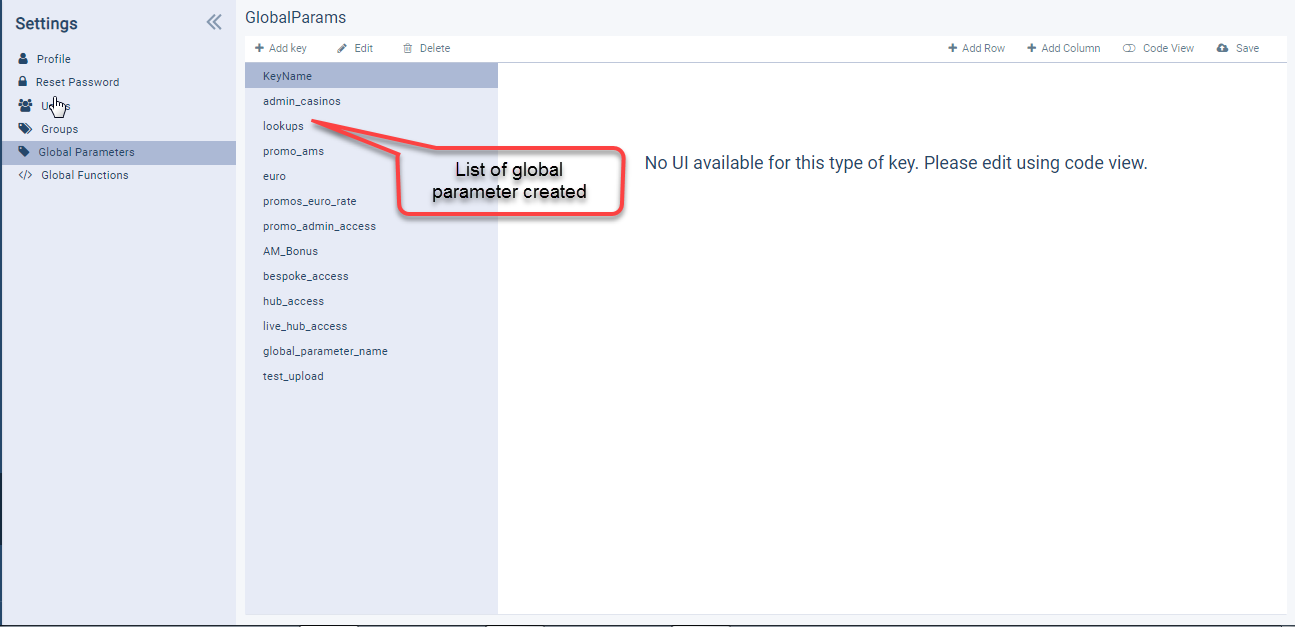 Settings
Profile
Reset Password
Groups
Global Parameters
</> Global Functions
GlobalParams
Add key Edit Delete Add Row Add Column Code View Save
KeyName
admin_casinos
lookups
promo_ams
euro
promos_euro_rate
promo_admin_access
AM_Bonus
bespoke_access
hub_access
live_hub_access
global_parameter_name
test_upload
List of global
parameter created
No UI available for this type of key. Please edit using code view.